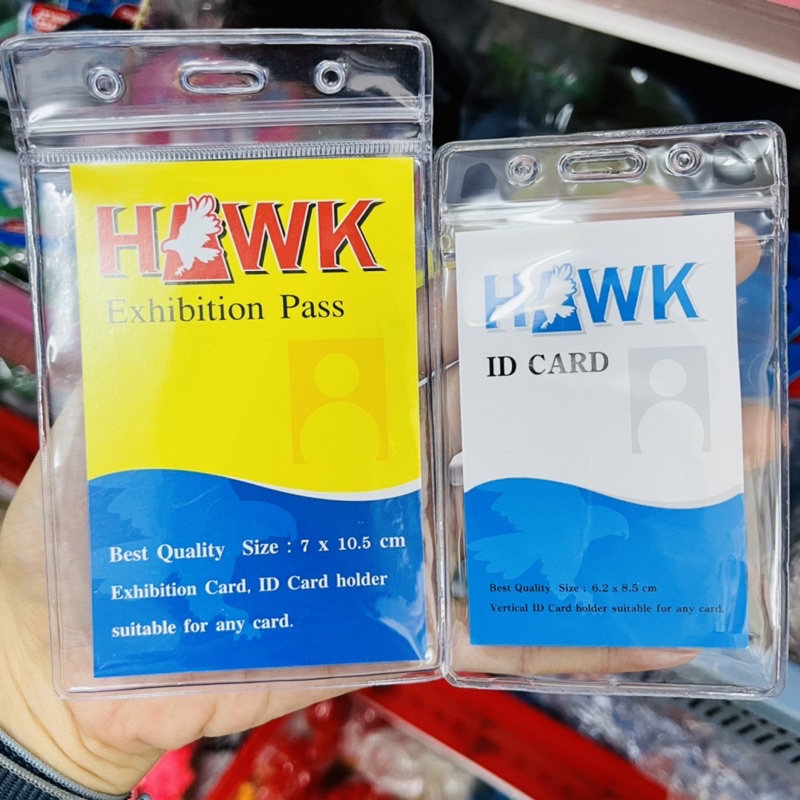 HAWK
Exhibition Pass
Best Quality Size : 7 x 10.5 cm
Exhibition Card, ID Card holder
suitable for any card.
HAWK
ID CARD
Best Quality Size : 6.2 x 8.5 cm
Vertical ID Card holder suitable for any card.